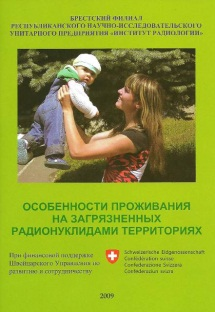 БРЕСТСКИЙ ФИЛИАЛ
РЕСПУБЛИКАНСКОГО НАУЧНО-ИССЛЕДОВАТЕЛЬСКОГО
УНИТАРНОГО ПРЕДПРИЯТИЯ «ИНСТИТУТ РАДИОЛОГИИ»
ОСОБЕННОСТИ ПРОЖИВАНИЯ
НА ЗАГРЯЗНЕННЫХ
РАДИОНУКЛИДАМИ ТЕРРИТОРИЯХ
При финансовой поддержке
Швейцарского Управления по
развитию и сотрудничеству
Schweizerische Eidgenossenschaft
Confédération suisse
Confederazione Svizzera
Confederaziun svizra
2009